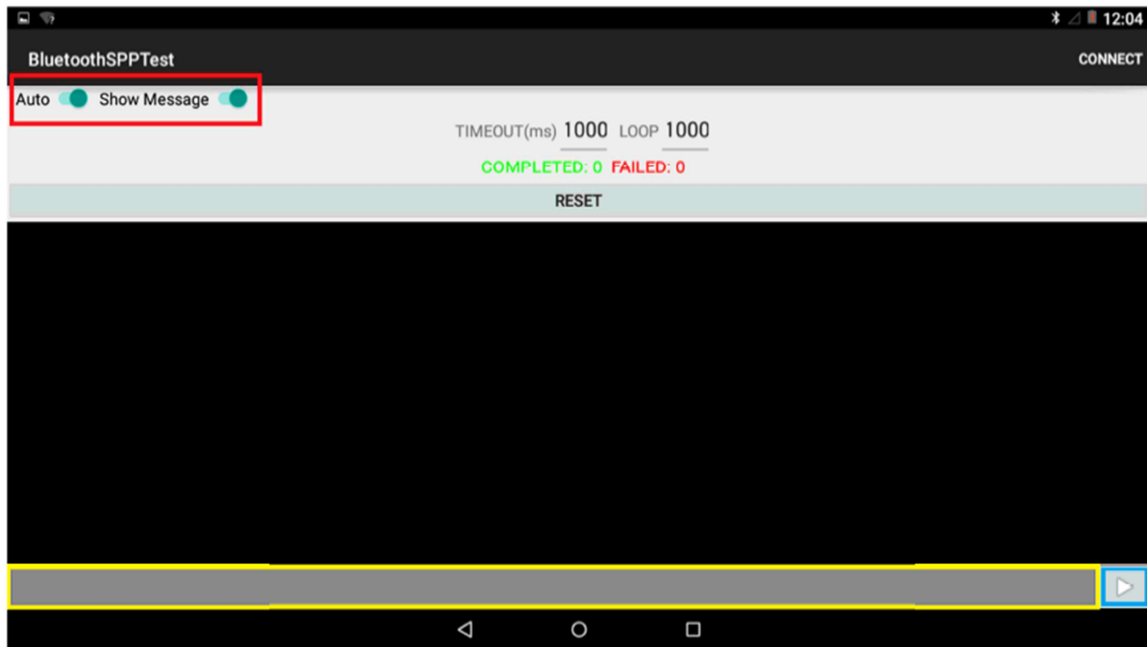 12:04
BluetoothSPPTest CONNECT
Auto Show Message
TIMEOUT(ms) 1000 LOOP 1000
COMPLETED: 0 FAILED: 0
RESET